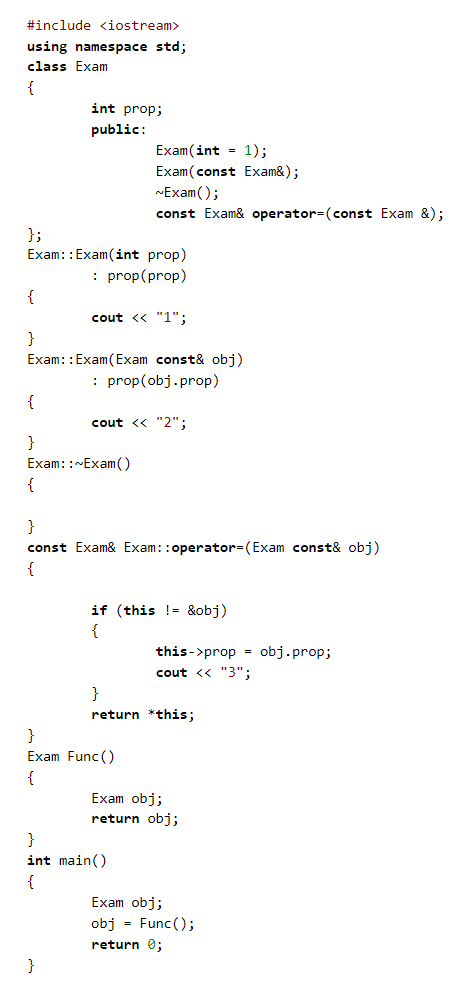 #include <iostream>
using namespace std;
class Exam
{
        int prop;
        public:
                Exam(int = 1);
                Exam(const Exam&);
                ~Exam();
                const Exam& operator=(const Exam &);
};
Exam::Exam(int prop)
        : prop(prop)
{
        cout << "1";
}
Exam::Exam(Exam const& obj)
        : prop(obj.prop)
{
        cout << "2";
}
Exam::~Exam()
{

}
const Exam& Exam::operator=(Exam const& obj)
{

        if (this != &obj)
        {
                this->prop = obj.prop;
                cout << "3";
        }
        return *this;
}
Exam Func()
{
        Exam obj;
        return obj;
}
int main()
{
        Exam obj;
        obj = Func();
        return 0;
}